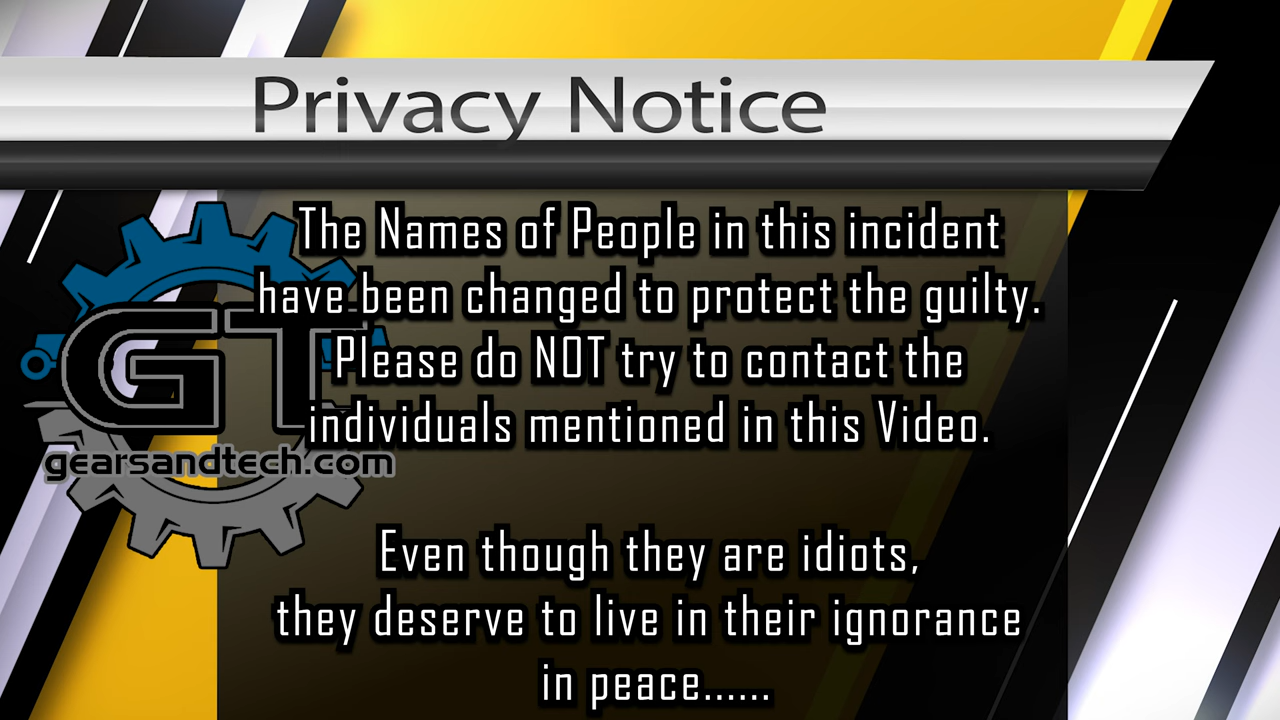 Privacy Notice
The Names of People in this incident
have been changed to protect the guilty.
Please do NOT try to contact the
individuals mentioned in this Video.
GT
gearsandtech.com
Even though they are idiots,
they deserve to live in their ignorance
in peace......